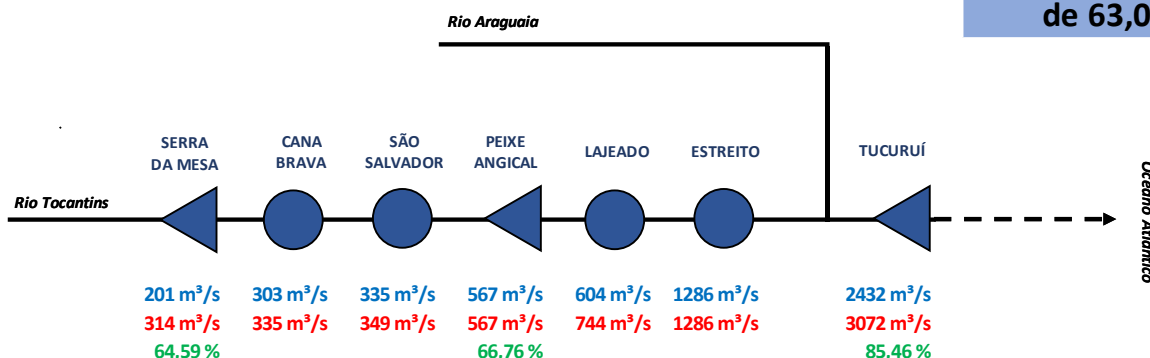 de 63,0
Rio Araguaia
SERRA
DA MESA
CANA
BRAVA
SÃO
SALVADOR
PEIXE
ANGICAL
LAJEADO
ESTREITO
TUCURUÍ
Rio Tocantins
Oceano Atlântico
201 m³/s 303 m³/s 335 m³/s 567 m³/s 604 m³/s 1286 m³/s 2432 m³/s
314 m³/s 335 m³/s 349 m³/s 567 m³/s 744 m³/s 1286 m³/s 3072 m³/s
64.59 % 66.76 % 85.46 %